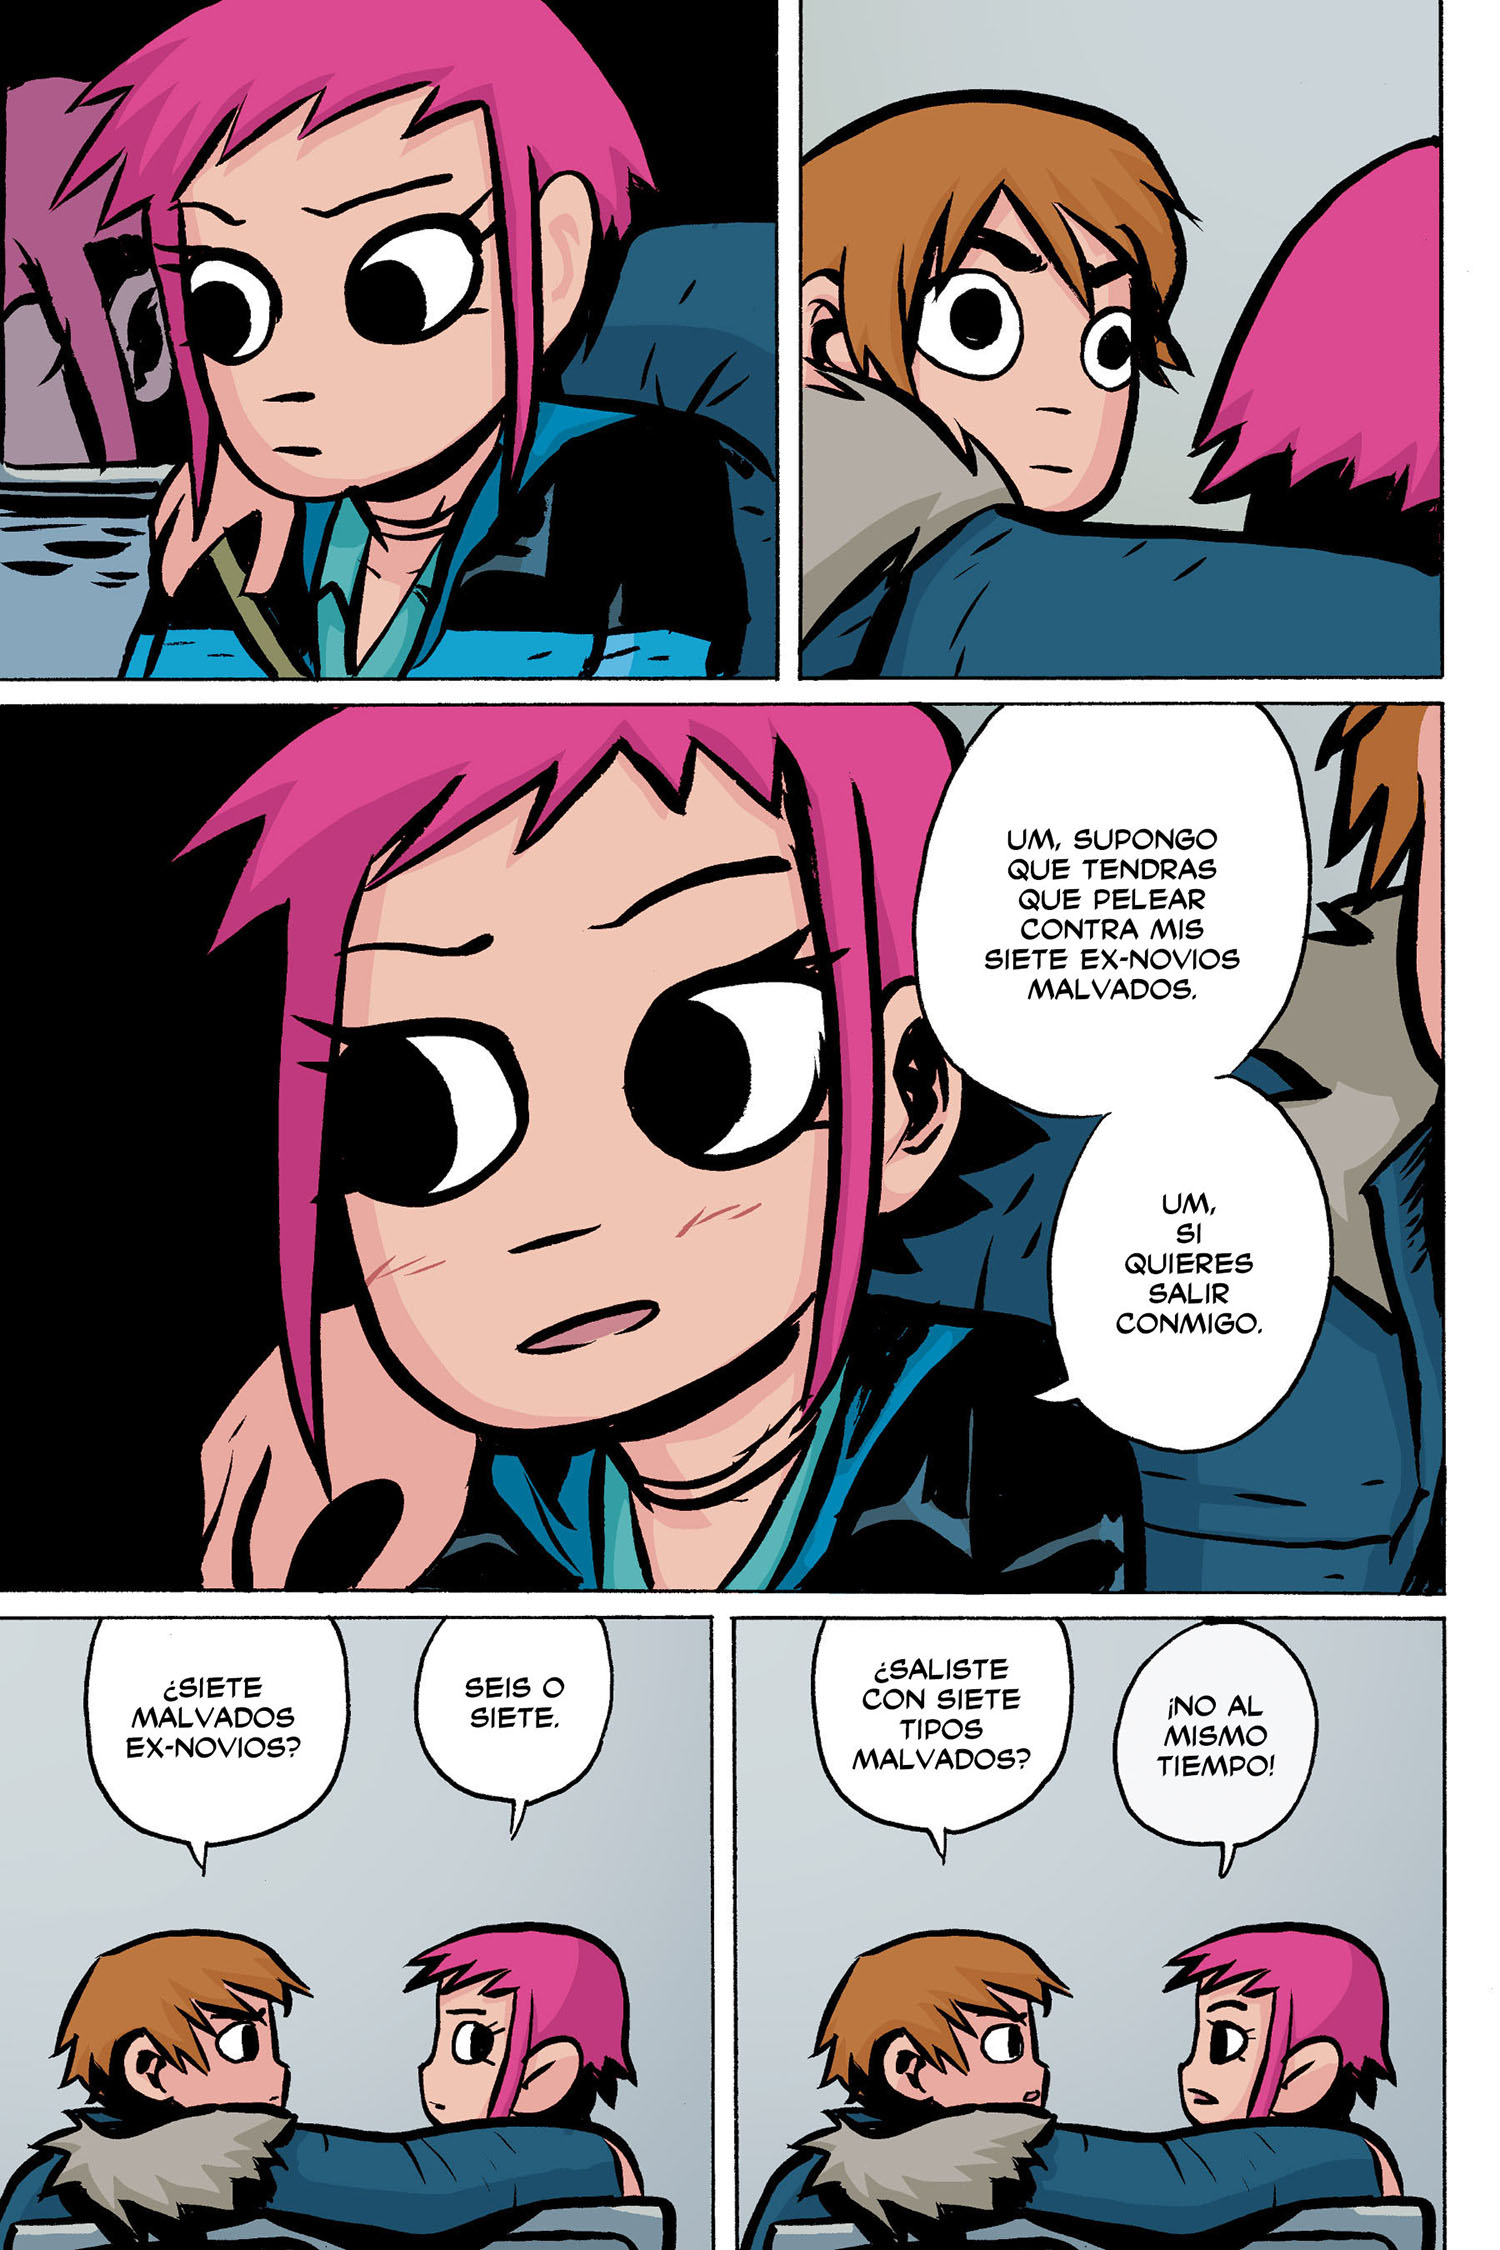 UM, SUPONGO
QUE TENDRAS
QUE PELEAR
CONTRA MIS
SIETE EX-NOVIOS
MALVADOS.
UM,
SI
QUIERES
SALIR
CONMIGO.
¿SIETE
MALVADOS
EX-NOVIOS?
SEIS O
SIETE.
¿SALISTE
CON SIETE
TIPOS
MALVADOS?
¡NO AL
MISMO
TIEMPO!